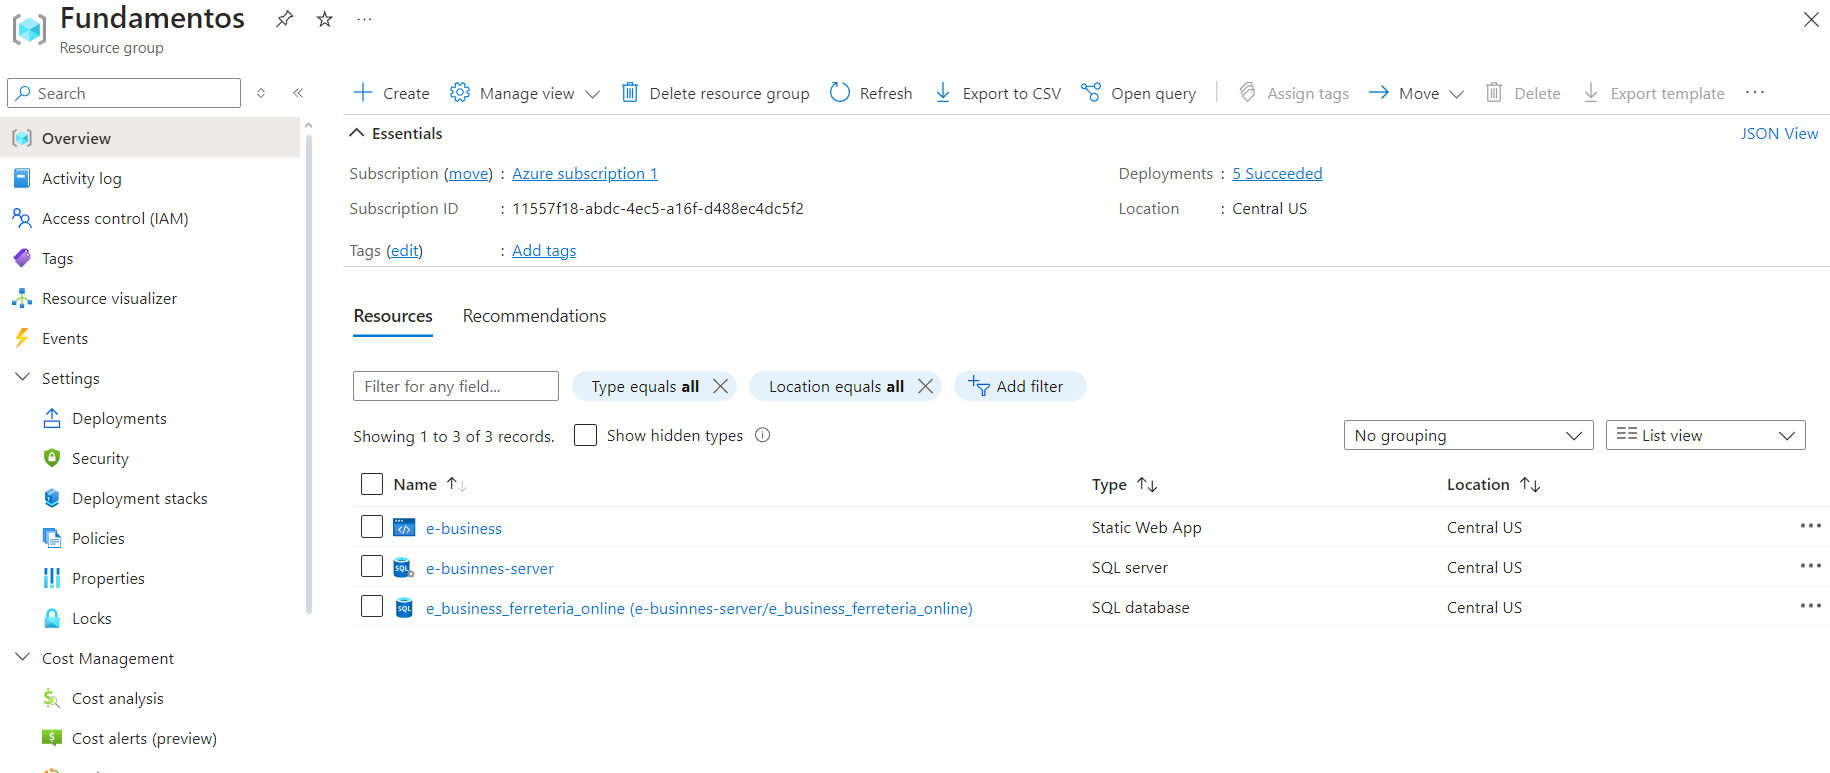 Fundamentos
Resource group
Search
Overview
Activity log
Access control (IAM)
Tags
Resource visualizer
Events
Settings
Deployments
Security
Deployment stacks
Policies
Properties
Locks
Cost Management
Cost analysis
Cost alerts (preview)
Create
Manage view
Delete resource group
Refresh
Export to CSV
Open query
Assign tags
Move
Delete
Export template
Essentials
JSON View
Subscription (move) : Azure subscription 1
Deployments : 5 Succeeded
Subscription ID : 11557f18-abdc-4ec5-a16f-d488ec4dc5f2
Location : Central US
Tags (edit) : Add tags
Resources Recommendations
Filter for any field... Type equals all Location equals all Add filter
Showing 1 to 3 of 3 records. Show hidden types No grouping List view
Name Type Location
e-business Static Web App Central US
SQL e-businnes-server SQL server Central US
SQL e_business_ferreteria_online (e-businnes-server/e_business_ferreteria_online) SQL database Central US